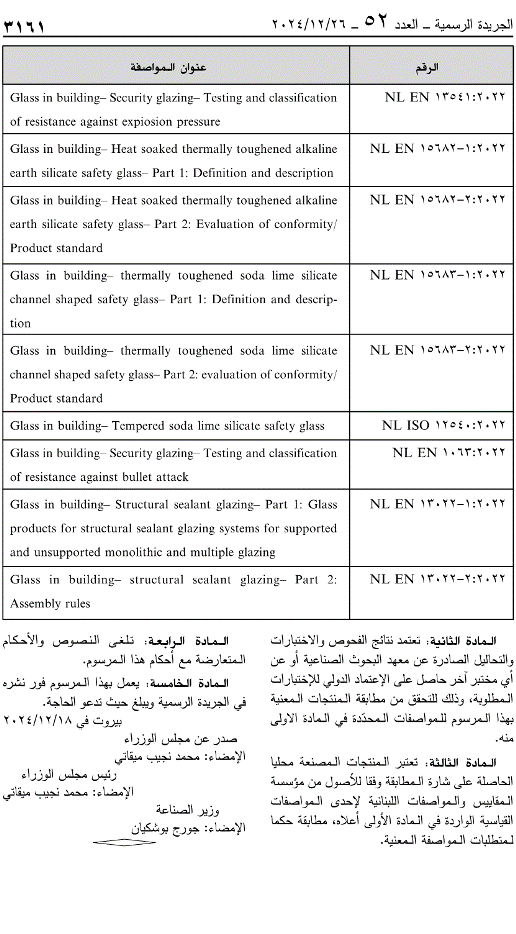 الجريدة الرسمية ــ العدد ٥٢ ــ ٢٠٢٤/١٢/٢٦
٣١٦١
الرقم
عنوان المواصفة
NL EN ١٣٥٤١:٢٠٢٢
Glass in building– Security glazing– Testing and classification
of resistance against expiosion pressure
NL EN ١٥٦٨٢-١:٢٠٢٢
Glass in building– Heat soaked thermally toughened alkaline
earth silicate safety glass– Part 1: Definition and description
NL EN ١٥٦٨٢-٢:٢٠٢٢
Glass in building– Heat soaked thermally toughened alkaline
earth silicate safety glass– Part 2: Evaluation of conformity/
Product standard
NL EN ١٥٦٨٣-١:٢٠٢٢
Glass in building– thermally toughened soda lime silicate
channel shaped safety glass– Part 1: Definition and descrip-
tion
NL EN ١٥٦٨٣-٢:٢٠٢٢
Glass in building– thermally toughened soda lime silicate
channel shaped safety glass– Part 2: evaluation of conformity/
Product standard
NL ISO ١٢٥٤٠:٢٠٢٢
Glass in building– Tempered soda lime silicate safety glass
NL EN ١٠٦٣:٢٠٢٢
Glass in building– Security glazing– Testing and classification
of resistance against bullet attack
NL EN ١٣٠٢٢-١:٢٠٢٢
Glass in building– Structural sealant glazing– Part 1: Glass
products for structural sealant glazing systems for supported
and unsupported monolithic and multiple glazing
NL EN ١٣٠٢٢-٢:٢٠٢٢
Glass in building– structural sealant glazing– Part 2:
Assembly rules
المادة الثانية: تعتمد نتائج الفحوص والاختبارات
والتحاليل الصادرة عن معهد البحوث الصناعية أو عن
أي مختبر آخر حاصل على الإعتماد الدولي للإختبارات
المطلوبة، وذلك للتحقق من مطابقة المنتجات المعنية
بهذا المرسوم للمواصفات المحدّدة في المادة الاولى
منه.
المادة الثالثة: تعتبر المنتجات المصنعة محليا
الحاصلة على شارة المطابقة وفقا للأصول من مؤسسة
المقاييس والمواصفات اللبنانية لإحدى المواصفات
القياسية الواردة في المادة الأولى أعلاه، مطابقة حكما
لمتطلبات المواصفة المعنية.
المادة الرابعة: تلغى النصوص والأحكام
المتعارضة مع أحكام هذا المرسوم.
المادة الخامسة: يعمل بهذا المرسوم فور نشره
في الجريدة الرسمية ويبلغ حيث تدعو الحاجة.
بيروت في ٢٠٢٤/١٢/١٨
صدر عن مجلس الوزراء
الإمضاء: محمد نجيب ميقاتي
رئيس مجلس الوزراء
الإمضاء: محمد نجيب ميقاتي
وزير الصناعة
الإمضاء: جورج بوشكيان